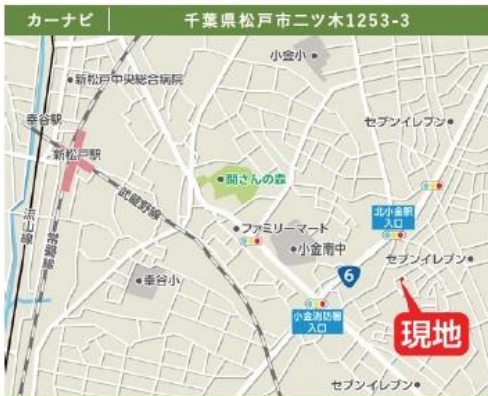 カーナビ 千葉県松戸市二ツ木1253-3
小金小
新松戸中央総合病院
幸谷駅
セブンイレブン
新松戸駅
関さんの森
武蔵野線
北小金駅
入口
ファミリーマート
流山線
常磐線
小金南中
セブンイレブン
6
幸谷小
小金消防署
入口
現地
セブンイレブン